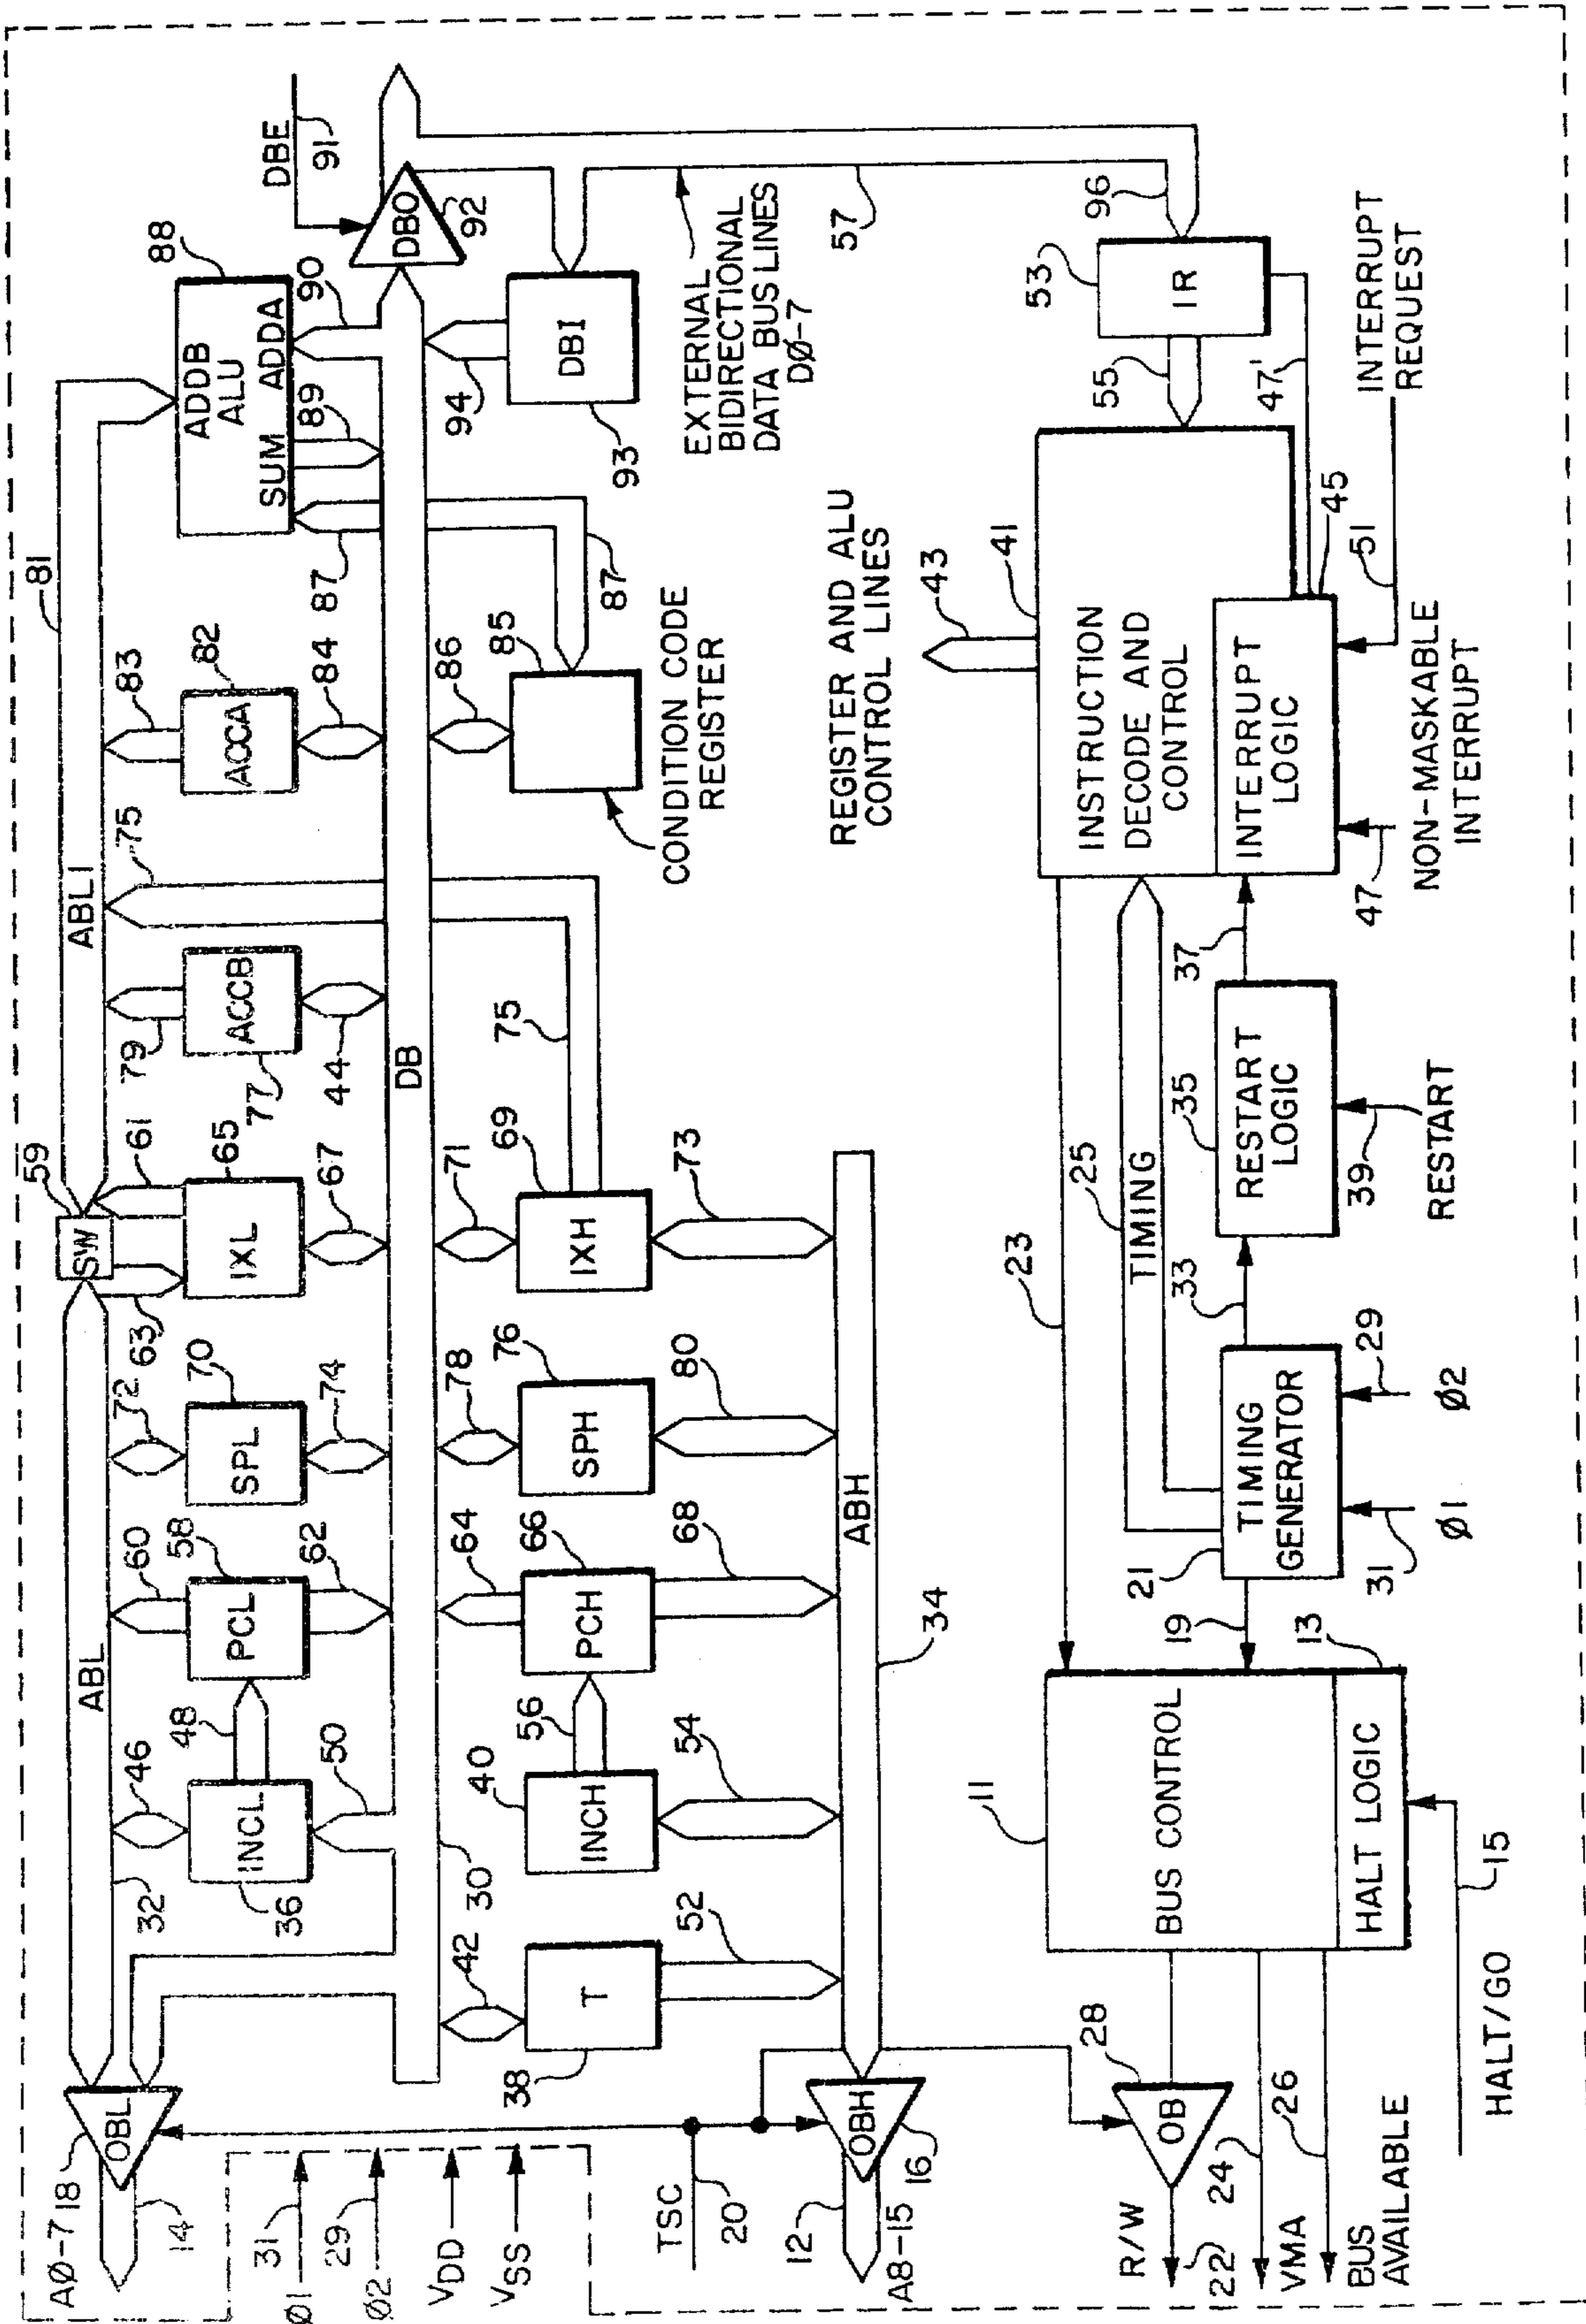 81
59
83
75
88
DBE
91
ABL
SW
ABLI
ADDB
ALU
SUM ADDA
72
60
46
63
61
79
82
70
65
58
OBL
18
AØ-7
14
32
INCL
36
48
PCL
SPL
IXL
ACCB
77
ACCA
50
62
74
67
44
84
87
89
90
DBO
92
DB
30
42
64
78
71
75
86
94
T
38
INCH
40
56
PCH
66
SPH
76
IXH
69
85
87
DBI
93
52
54
68
80
73
CONDITION CODE
REGISTER
EXTERNAL
BIDIRECTIONAL
DATA BUS LINES
DØ-7
57
Ø1
31
Ø2
29
VDD
VSS
TSC
20
ABH
34
OBH
16
12
A8-15
REGISTER AND ALU
CONTROL LINES
43
23
25
TIMING
11
BUS CONTROL
HALT LOGIC
13
19
21
TIMING
GENERATOR
33
35
RESTART
LOGIC
37
41
INSTRUCTION
DECODE AND
CONTROL
INTERRUPT
LOGIC
45
55
53
IR
96
47'
28
OB
R/W
22
24
VMA
26
BUS
AVAILABLE
HALT/GO
15
31
Ø1
29
Ø2
39
RESTART
47
NON-MASKABLE
INTERRUPT
51
INTERRUPT
REQUEST